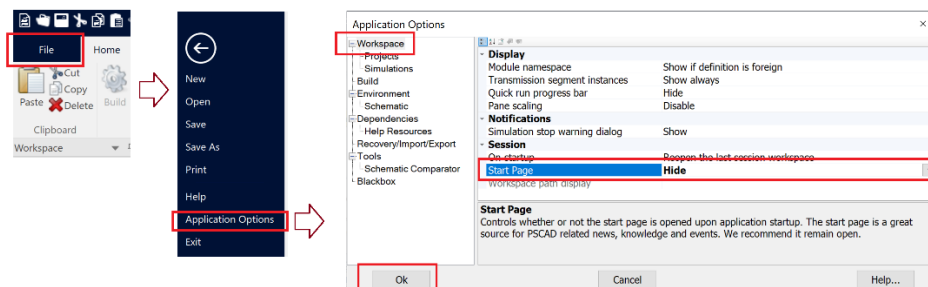 File
Home
Cut
Copy
Paste
Delete
Build
Clipboard
Workspace
New
Open
Save
Save As
Print
Help
Application Options
Exit
Application Options
Workspace
Projects
Simulations
Build
Environment
Schematic
Dependencies
Help Resources
Recovery/Import/Export
Tools
Schematic Comparator
Blackbox
Display
Module namespace Show if definition is foreign
Transmission segment instances Show always
Quick run progress bar Hide
Pane scaling Disable
Notifications
Simulation stop warning dialog Show
Session
On startup Reopen the last session workspace
Start Page Hide
Workspace path display
Start Page
Controls whether or not the start page is opened upon application startup. The start page is a great
source for PSCAD related news, knowledge and events. We recommend it remain open.
Ok
Cancel
Help...